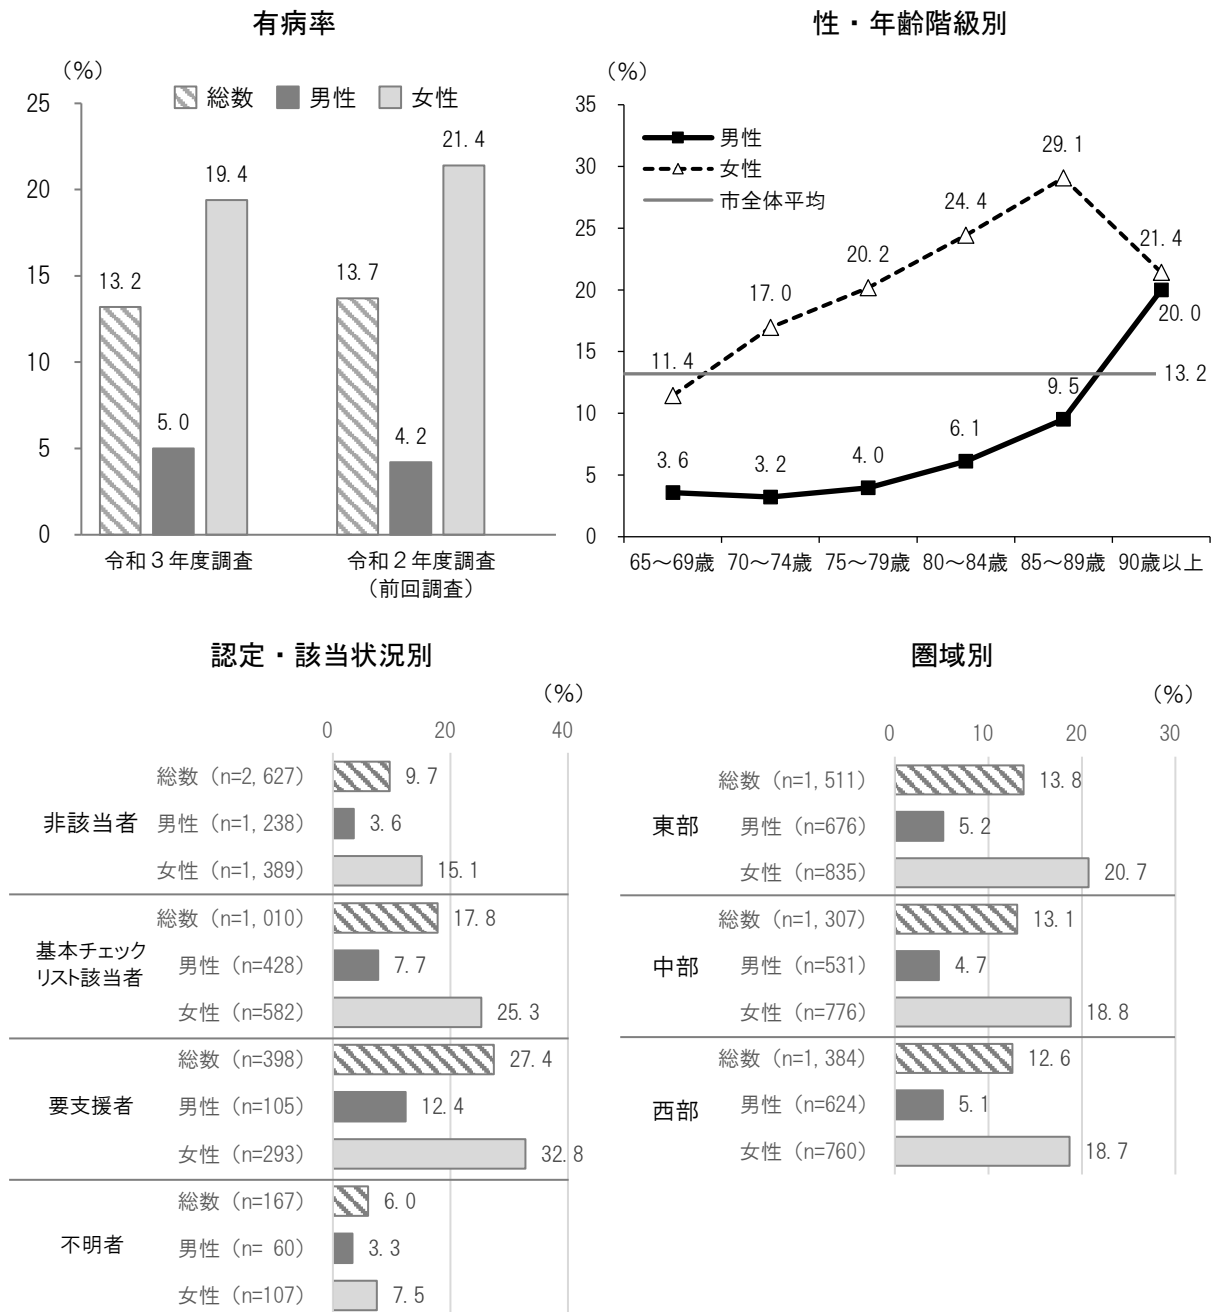 有病率
(%)
総数 男性 女性
25
20
15
10
5
0
13.2
5.0
19.4
13.7
4.2
21.4
令和3年度調査
令和2年度調査
(前回調査)
性・年齢階級別
(%)
男性
女性
市全体平均
35
30
25
20
15
10
5
0
11.4
17.0
20.2
24.4
29.1
21.4
3.6
3.2
4.0
6.1
9.5
20.0
13.2
65～69歳 70～74歳 75～79歳 80～84歳 85～89歳 90歳以上
認定・該当状況別
(%)
0 20 40
非該当者
総数 (n=2,627) 9.7
男性 (n=1,238) 3.6
女性 (n=1,389) 15.1
基本チェック
リスト該当者
総数 (n=1,010) 17.8
男性 (n=428) 7.7
女性 (n=582) 25.3
要支援者
総数 (n=398) 27.4
男性 (n=105) 12.4
女性 (n=293) 32.8
不明者
総数 (n=167) 6.0
男性 (n= 60) 3.3
女性 (n=107) 7.5
圏域別
(%)
0 10 20 30
東部
総数 (n=1,511) 13.8
男性 (n=676) 5.2
女性 (n=835) 20.7
中部
総数 (n=1,307) 13.1
男性 (n=531) 4.7
女性 (n=776) 18.8
西部
総数 (n=1,384) 12.6
男性 (n=624) 5.1
女性 (n=760) 18.7